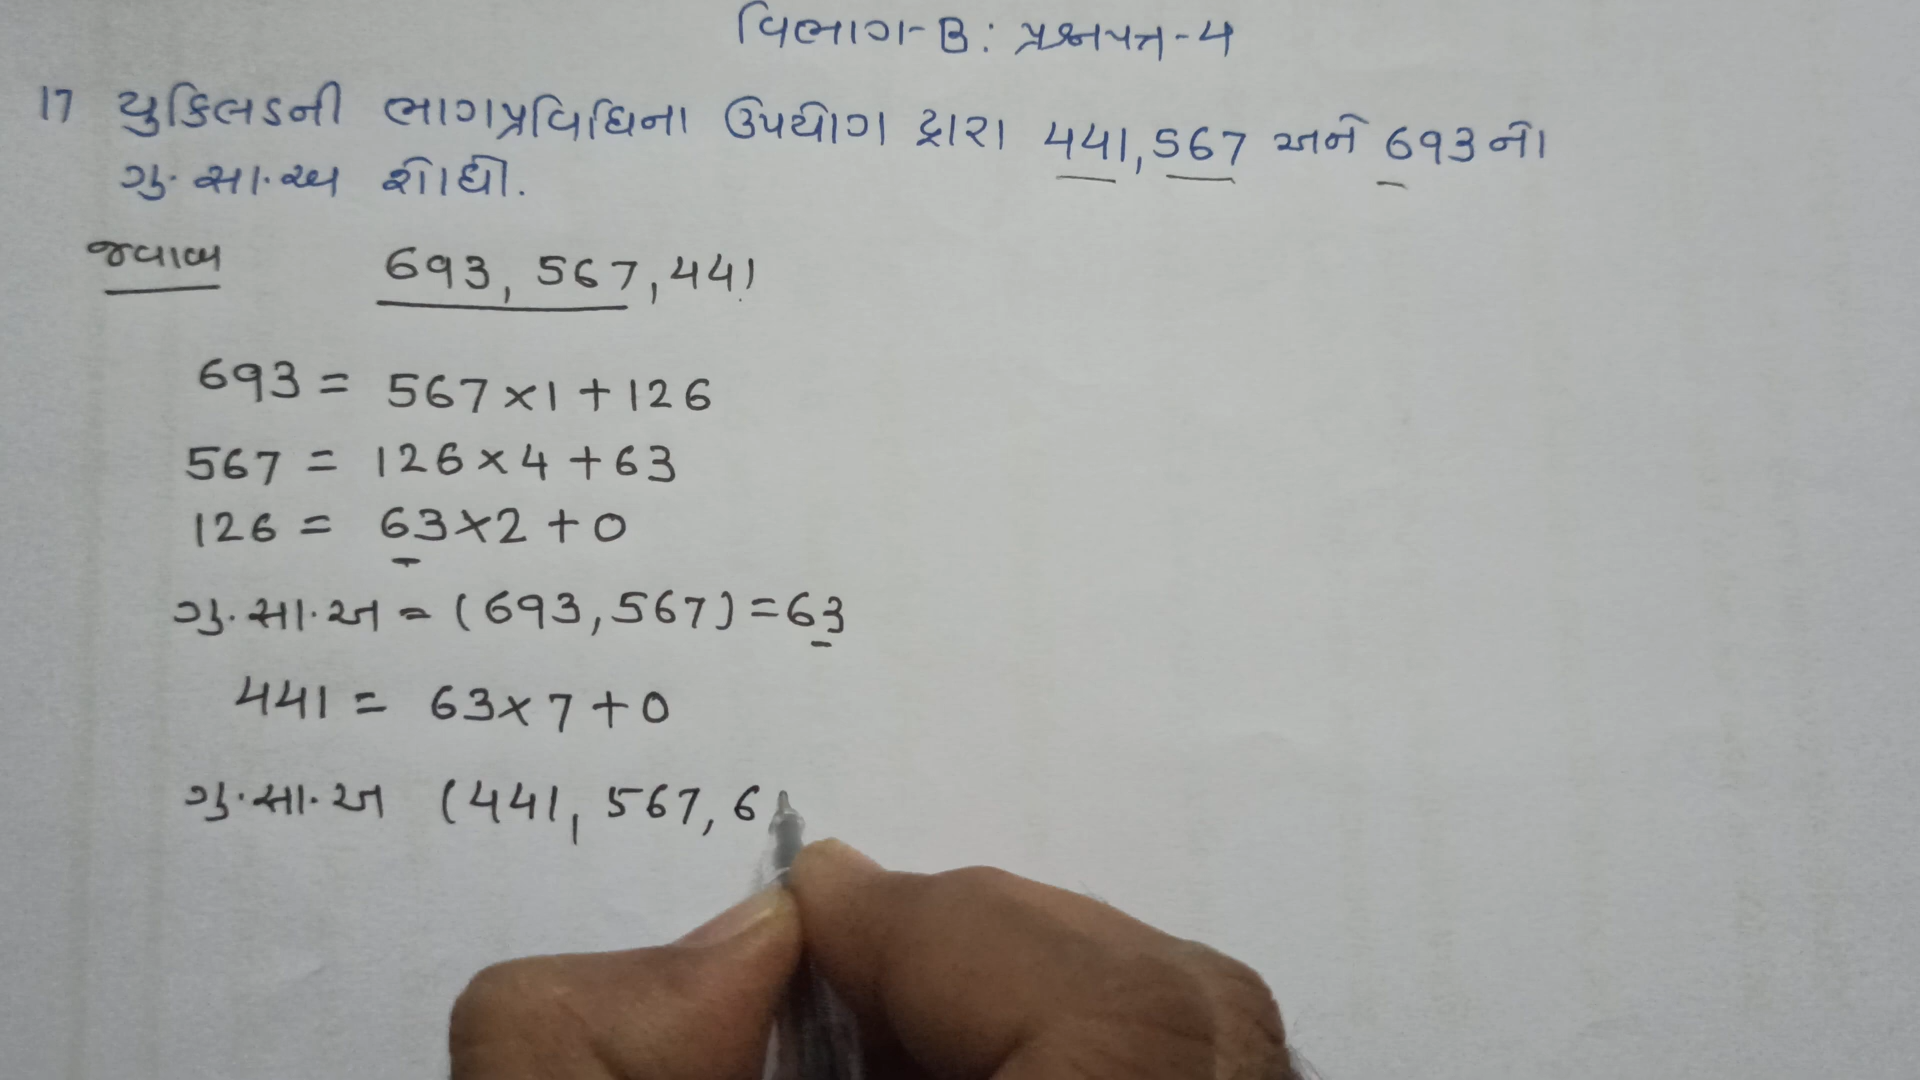 વિભાગ-B: પ્રશ્નપત્ર-4
17 યુક્લિડની ભાગપ્રવિધિના ઉપયોગ દ્વારા 441, 567 અને 693નો
ગુ.સા.અ શોધો.
જવાબ 693, 567, 441
693 = 567 × 1 + 126
567 = 126 × 4 + 63
126 = 63 × 2 + 0
ગુ.સા.અ = (693, 567) = 63
441 = 63 × 7 + 0
ગુ.સા.અ (441, 567, 6